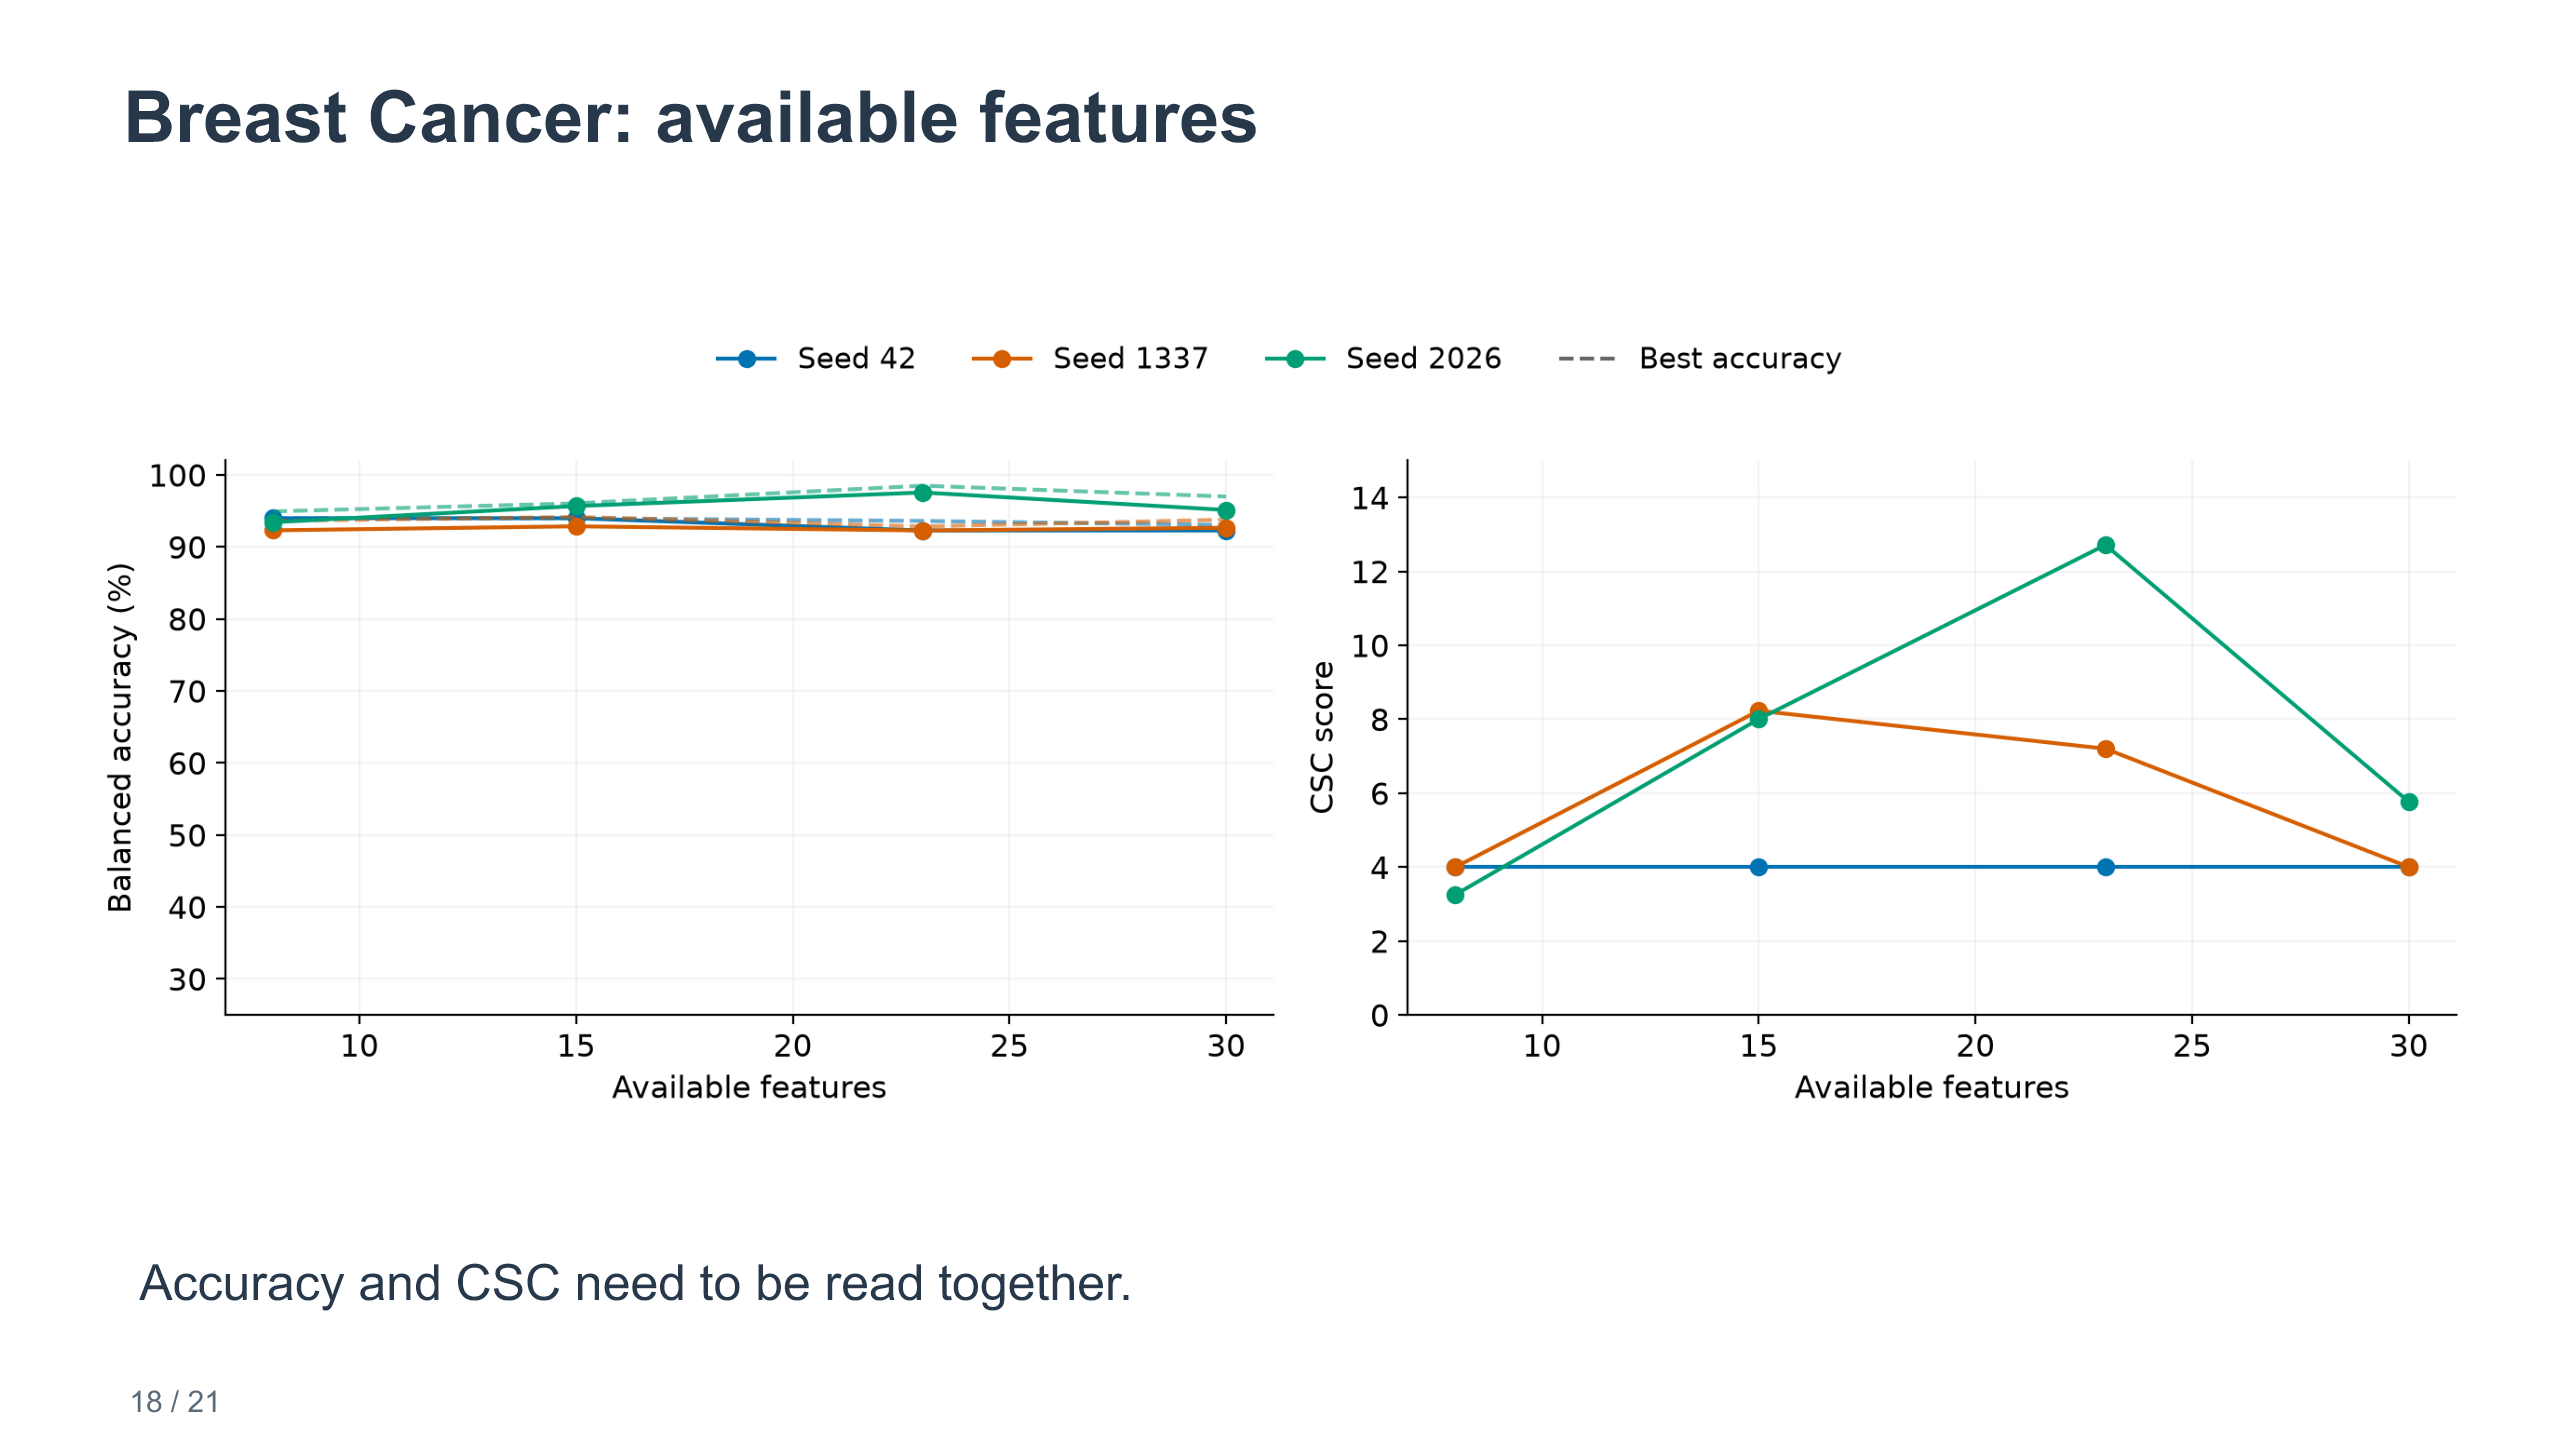 Breast Cancer: available features
Seed 42 Seed 1337 Seed 2026 Best accuracy
Balanced accuracy (%)
100
90
80
70
60
50
40
30
10 15 20 25 30
Available features
CSC score
14
12
10
8
6
4
2
0
10 15 20 25 30
Available features
Accuracy and CSC need to be read together.
18 / 21